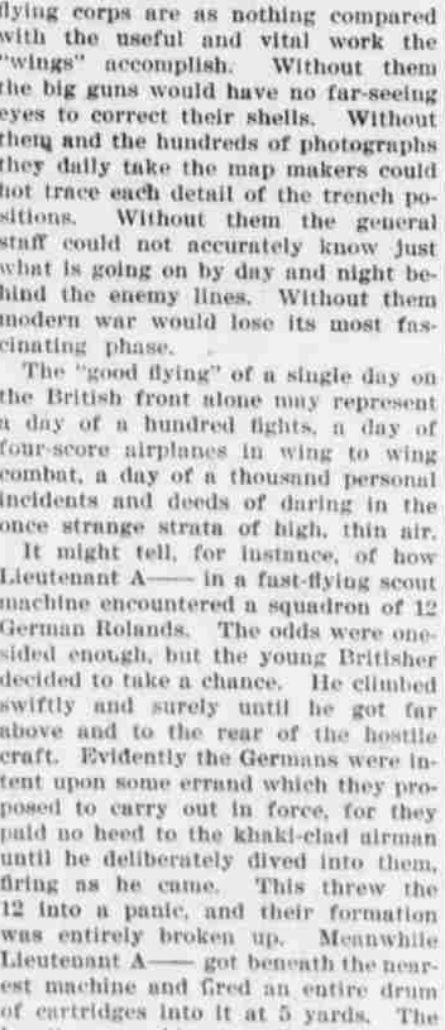 flying corps are as nothing compared
with the useful and vital work the
"wings" accomplish. Without them
the big guns would have no far-seeing
eyes to correct their shells. Without
them and the hundreds of photographs
they daily take the map makers could
not trace each detail of the trench po-
sitions. Without them the general
staff could not accurately know just
what is going on by day and night be-
hind the enemy lines. Without them
modern war would lose its most fas-
cinating phase.
The "good flying" of a single day on
the British front alone may represent
a day of a hundred fights, a day of
four-score airplanes in wing to wing
combat, a day of a thousand personal
incidents and deeds of daring in the
once strange strata of high, thin air.
It might tell, for instance, of how
Lieutenant A—— in a fast-flying scout
machine encountered a squadron of 12
German Rolands. The odds were one-
sided enough, but the young Britisher
decided to take a chance. He climbed
swiftly and surely until he got far
above and to the rear of the hostile
craft. Evidently the Germans were in-
tent upon some errand which they pro-
posed to carry out in force, for they
paid no heed to the khaki-clad airman
until he deliberately dived into them,
firing as he came. This threw the
12 into a panic, and their formation
was entirely broken up. Meanwhile
Lieutenant A—— got beneath the near-
est machine and fired an entire drum
of cartridges into it at 5 yards. The